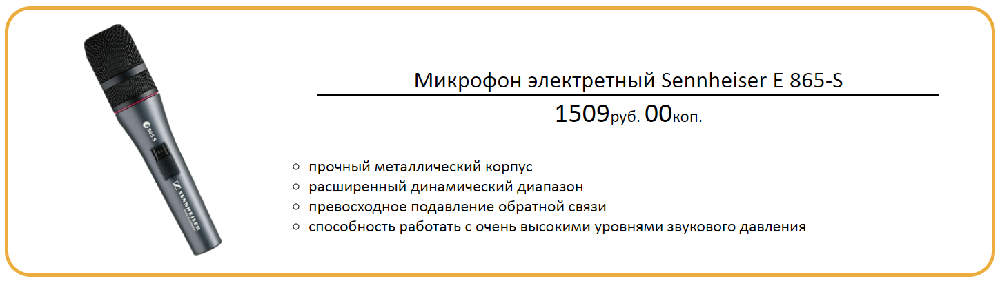 Микрофон электретный Sennheiser E 865-S
1509руб. 00коп.
прочный металлический корпус
расширенный динамический диапазон
превосходное подавление обратной связи
способность работать с очень высокими уровнями звукового давления
e 865 S
SENNHEISER